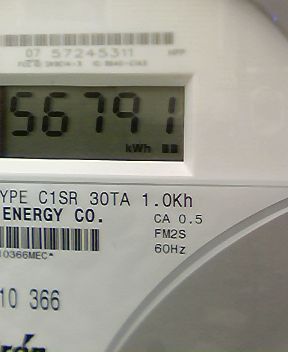 07 57245311
56791
kWh
YPE C1SR 30TA 1.0Kh
ENERGY CO.
CA 0.5
FM2S
60Hz
10366MEC*
10 366
rón